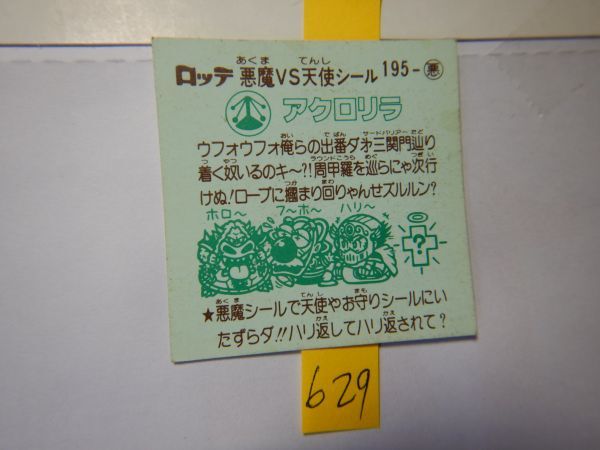 ロッテ 悪魔VS天使シール 195-悪
アクロリラ
ウフォウフォ俺らの出番ダ才三関門辿り
着く奴いるのキ〜?!周甲羅を巡らにゃ次行
けぬ!ロープに摑まり回りゃんせズルルン?
ホロ〜 フ〜ホ〜 ハリ〜
★悪魔シールで天使やお守りシールにい
たずらダ!!ハリ返してハリ返されて?
629